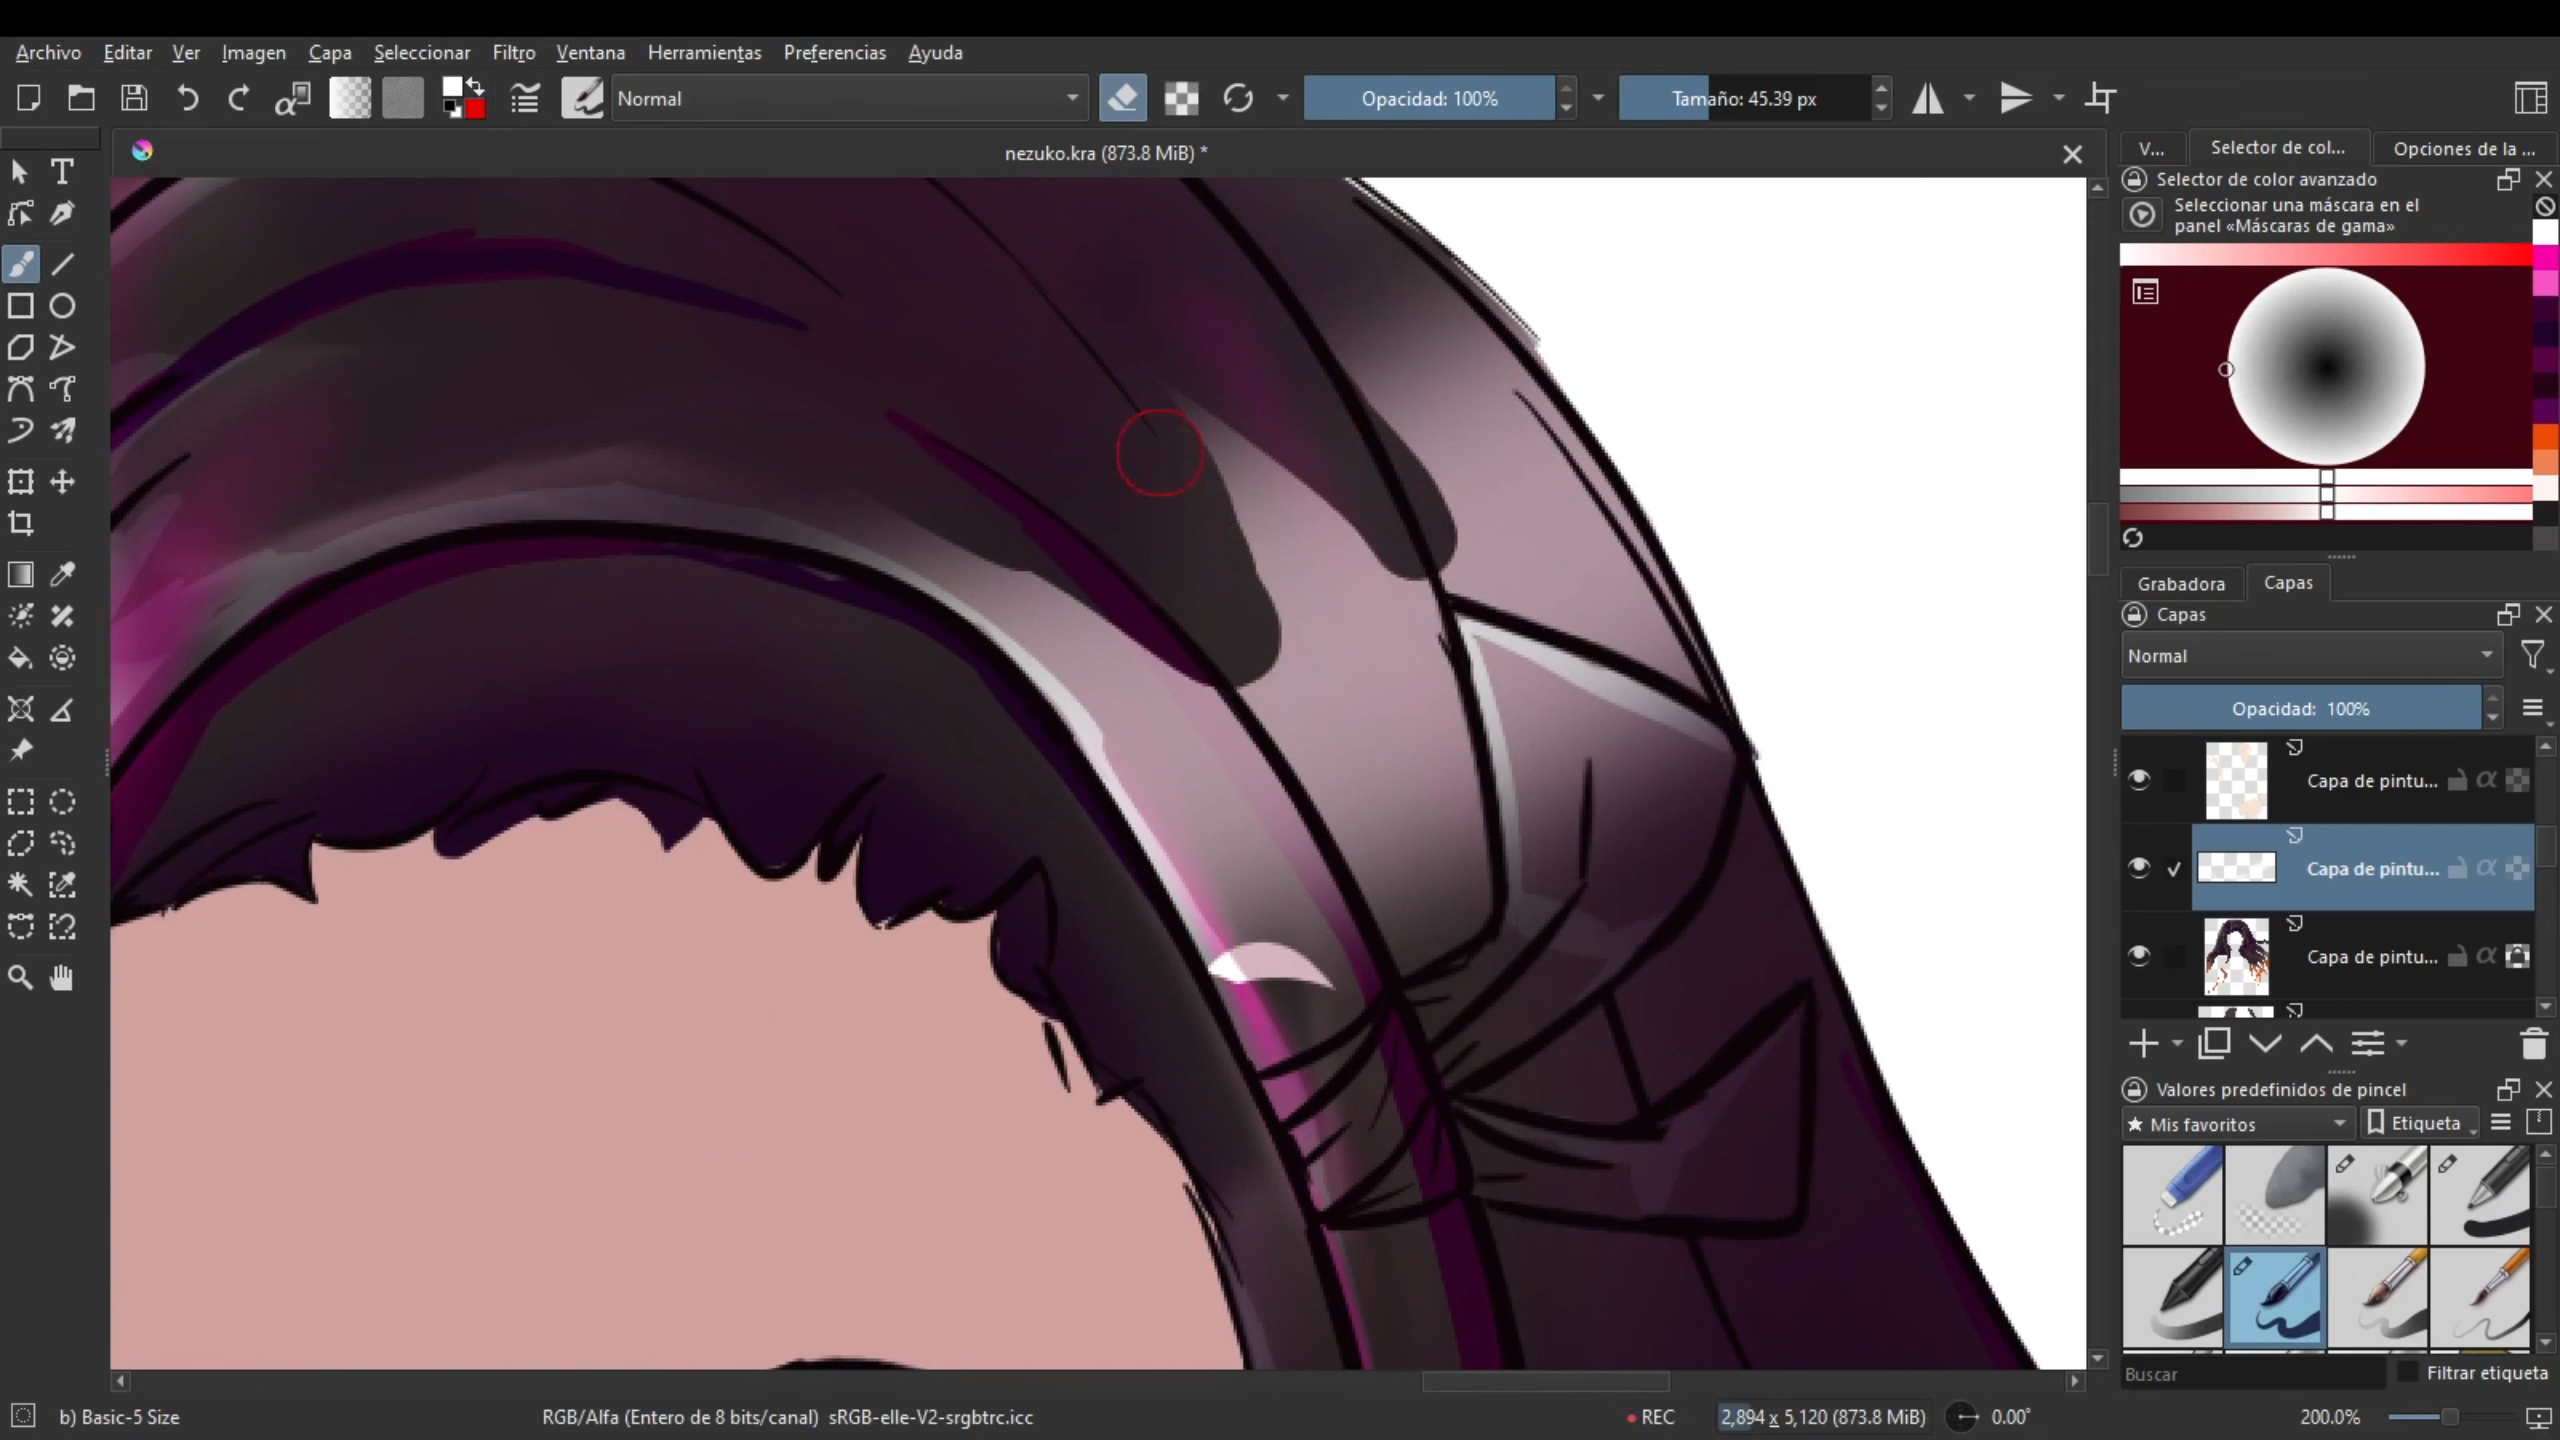 Archivo Editar Ver Imagen Capa Seleccionar Filtro Ventana Herramientas Preferencias Ayuda
Normal Opacidad: 100% Tamaño: 45.39 px
nezuko.kra (873.8 MiB) *
V... Selector de col... Opciones de la ...
Selector de color avanzado
Seleccionar una máscara en el
panel «Máscaras de gama»
Grabadora Capas
Capas
Normal
Opacidad: 100%
Capa de pintu...
Capa de pintu...
Capa de pintu...
Valores predefinidos de pincel
★ Mis favoritos Etiqueta
Buscar Filtrar etiqueta
b) Basic-5 Size RGB/Alfa (Entero de 8 bits/canal) sRGB-elle-V2-srgbtrc.icc REC 2,894 x 5,120 (873.8 MiB) 0.00° 200.0%